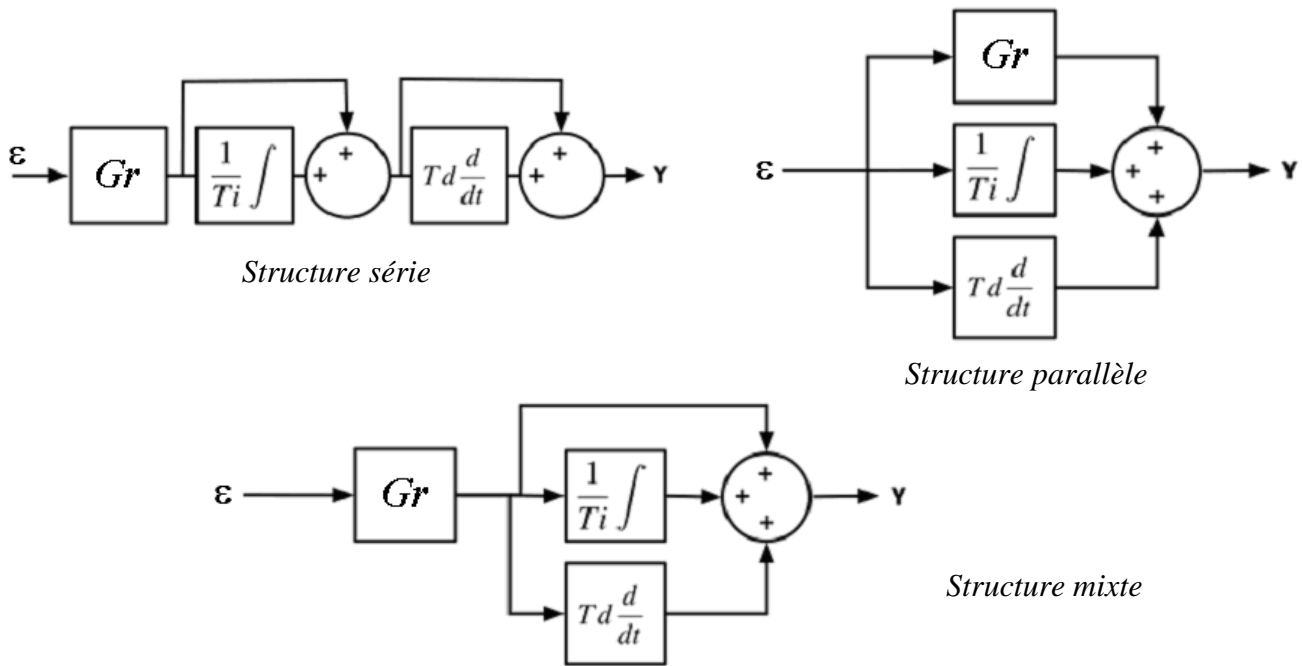 ε Gr 1/Ti ∫ + + Td d/dt + + Y
Structure série
ε Gr 1/Ti ∫ Td d/dt + + + Y
Structure parallèle
ε Gr 1/Ti ∫ Td d/dt + + + Y
Structure mixte